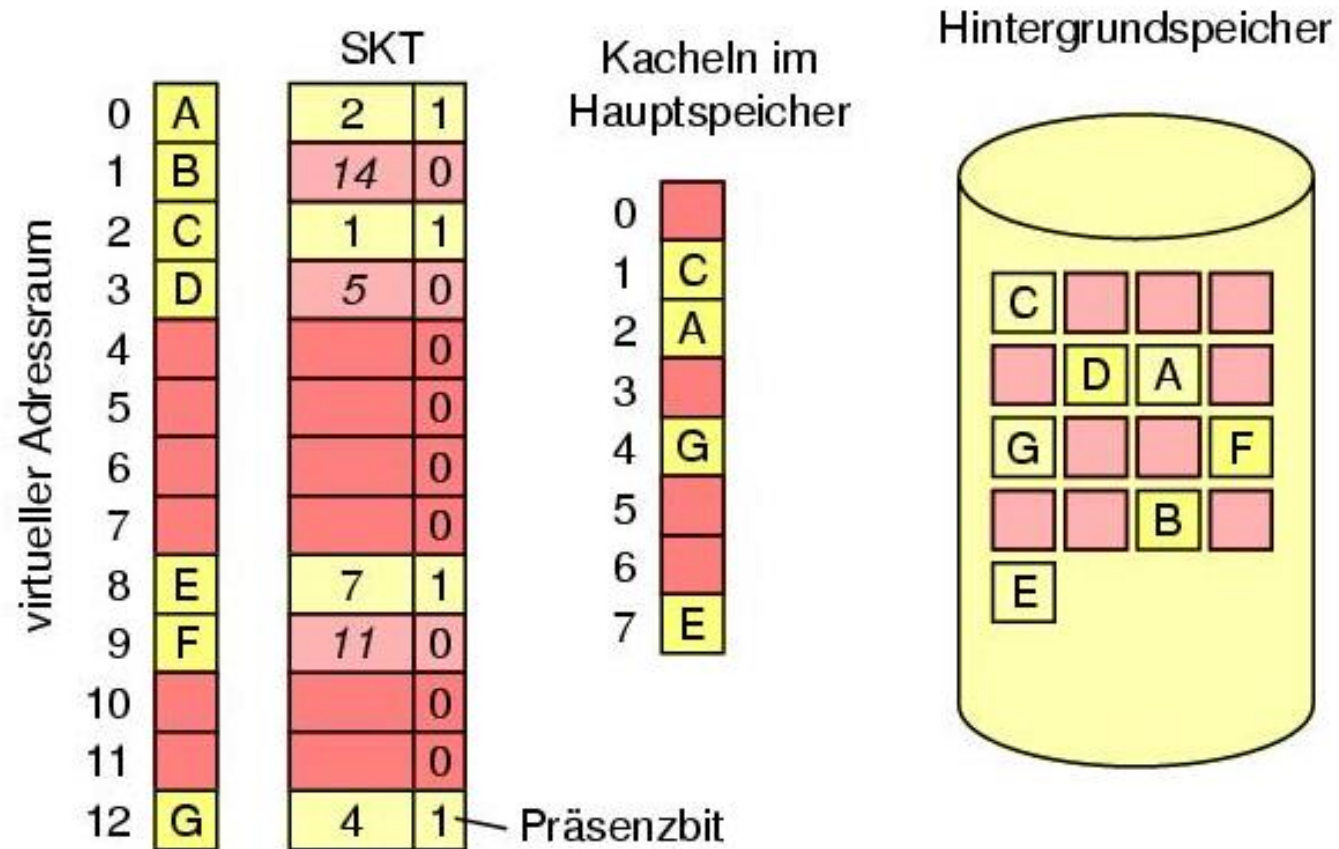 virtueller Adressraum
0 A
1 B
2 C
3 D
4
5
6
7
8 E
9 F
10
11
12 G
SKT
2 1
14 0
1 1
5 0
0
0
0
0
7 1
11 0
0
0
4 1
Präsenzbit
Kacheln im
Hauptspeicher
0
1 C
2 A
3
4 G
5
6
7 E
Hintergrundspeicher
C
D A
G F
B
E